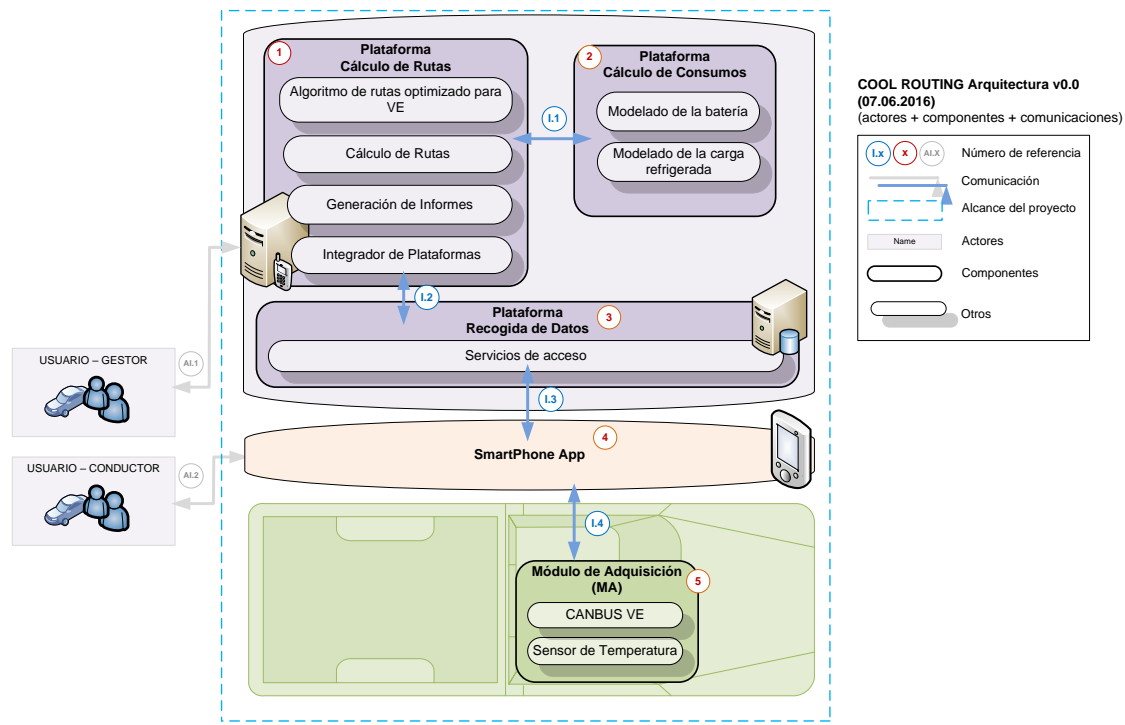 1
Plataforma
Cálculo de Rutas
Algoritmo de rutas optimizado para
VE
Cálculo de Rutas
Generación de Informes
Integrador de Plataformas
I.1
2
Plataforma
Cálculo de Consumos
Modelado de la batería
Modelado de la carga
refrigerada
I.2
Plataforma
Recogida de Datos
3
Servicios de acceso
I.3
USUARIO – GESTOR
AI.1
USUARIO – CONDUCTOR
AI.2
4
SmartPhone App
I.4
Módulo de Adquisición
(MA)
5
CANBUS VE
Sensor de Temperatura
COOL ROUTING Arquitectura v0.0
(07.06.2016)
(actores + componentes + comunicaciones)
I.x x AI.X Número de referencia
Comunicación
Alcance del proyecto
Name Actores
Componentes
Otros